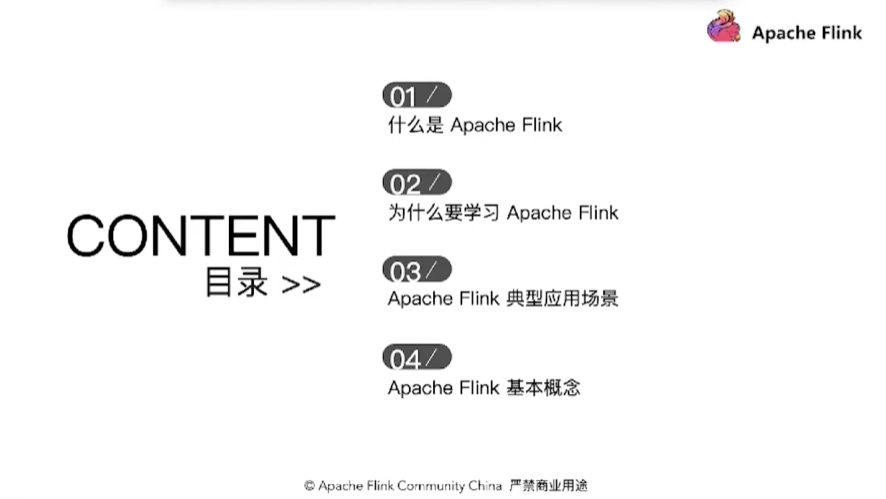 Apache Flink
CONTENT
目录 >>
01 /
什么是 Apache Flink
02 /
为什么要学习 Apache Flink
03 /
Apache Flink 典型应用场景
04 /
Apache Flink 基本概念
© Apache Flink Community China 严禁商业用途